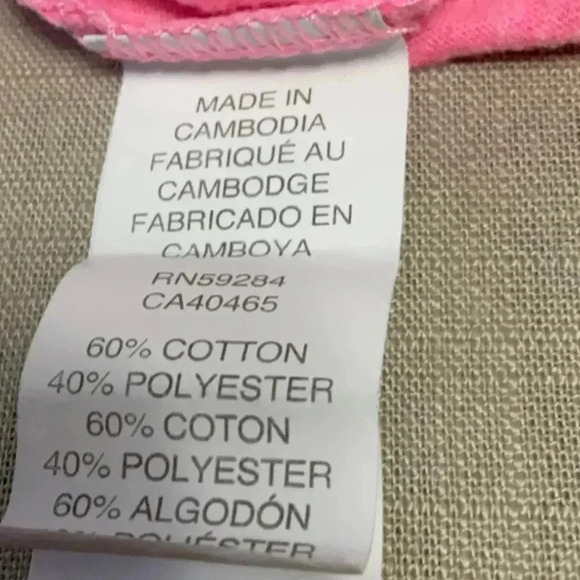 MADE IN
CAMBODIA
FABRIQUÉ AU
CAMBODGE
FABRICADO EN
CAMBOYA
RN59284
CA40465
60% COTTON
40% POLYESTER
60% COTON
40% POLYESTER
60% ALGODÓN
POLIÉSTER